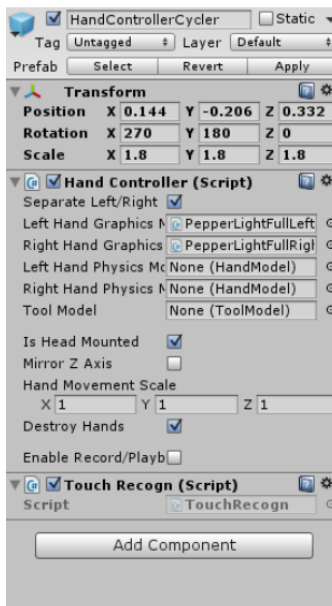 HandControllerCycler Static
Tag Untagged Layer Default
Prefab Select Revert Apply
Transform
Position X 0.144 Y -0.206 Z 0.332
Rotation X 270 Y 180 Z 0
Scale X 1.8 Y 1.8 Z 1.8
Hand Controller (Script)
Separate Left/Right
Left Hand Graphics M PepperLightFullLeft
Right Hand Graphics PepperLightFullRigh
Left Hand Physics Mo None (HandModel)
Right Hand Physics M None (HandModel)
Tool Model None (ToolModel)
Is Head Mounted
Mirror Z Axis
Hand Movement Scale
X 1 Y 1 Z 1
Destroy Hands
Enable Record/Playb
Touch Recogn (Script)
Script TouchRecogn
Add Component